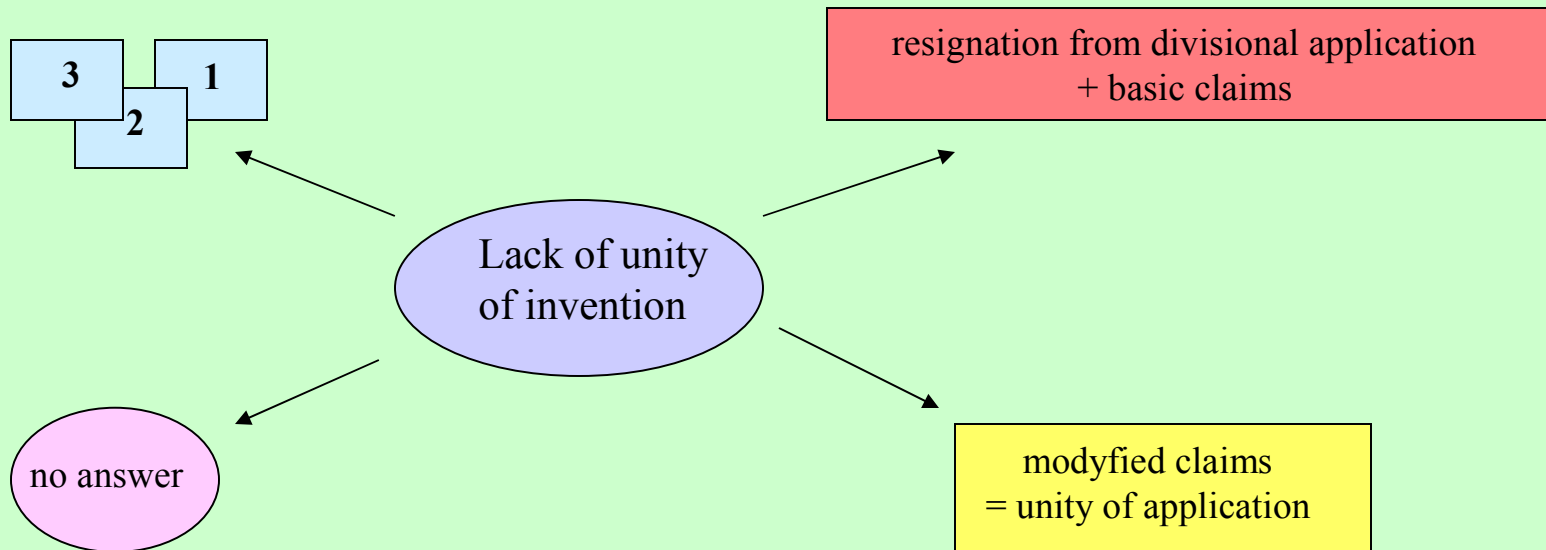 3
1
2
resignation from divisional application
+ basic claims
Lack of unity
of invention
no answer
modyfied claims
= unity of application